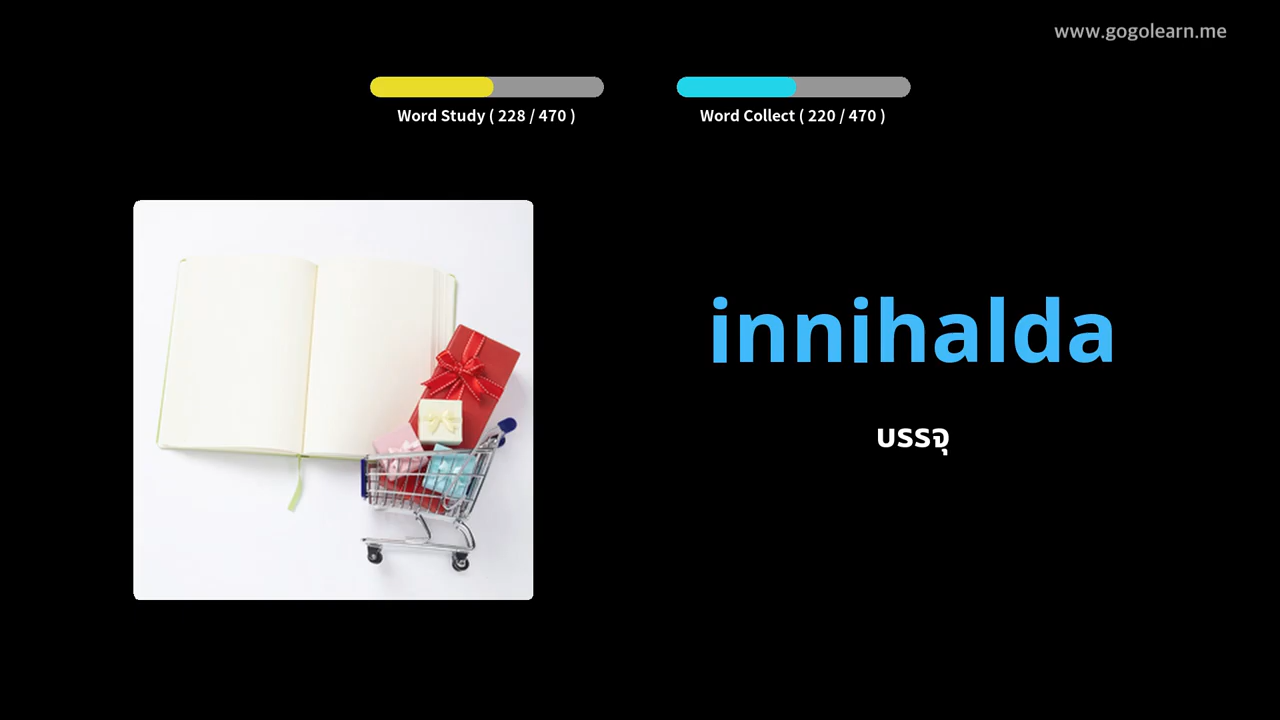 www.gogolearn.me
Word Study ( 228 / 470 )
Word Collect ( 220 / 470 )
innihalda
บรรจุ